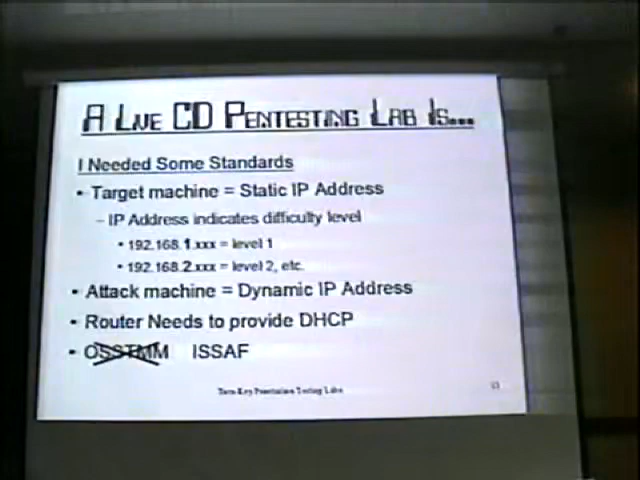 A Live CD Pentesting Lab Is...
I Needed Some Standards
• Target machine = Static IP Address
– IP Address indicates difficulty level
• 192.168.1.xxx = level 1
• 192.168.2.xxx = level 2, etc.
• Attack machine = Dynamic IP Address
• Router Needs to provide DHCP
• OSSTMM ISSAF
Turn-Key Penetration Testing Labs